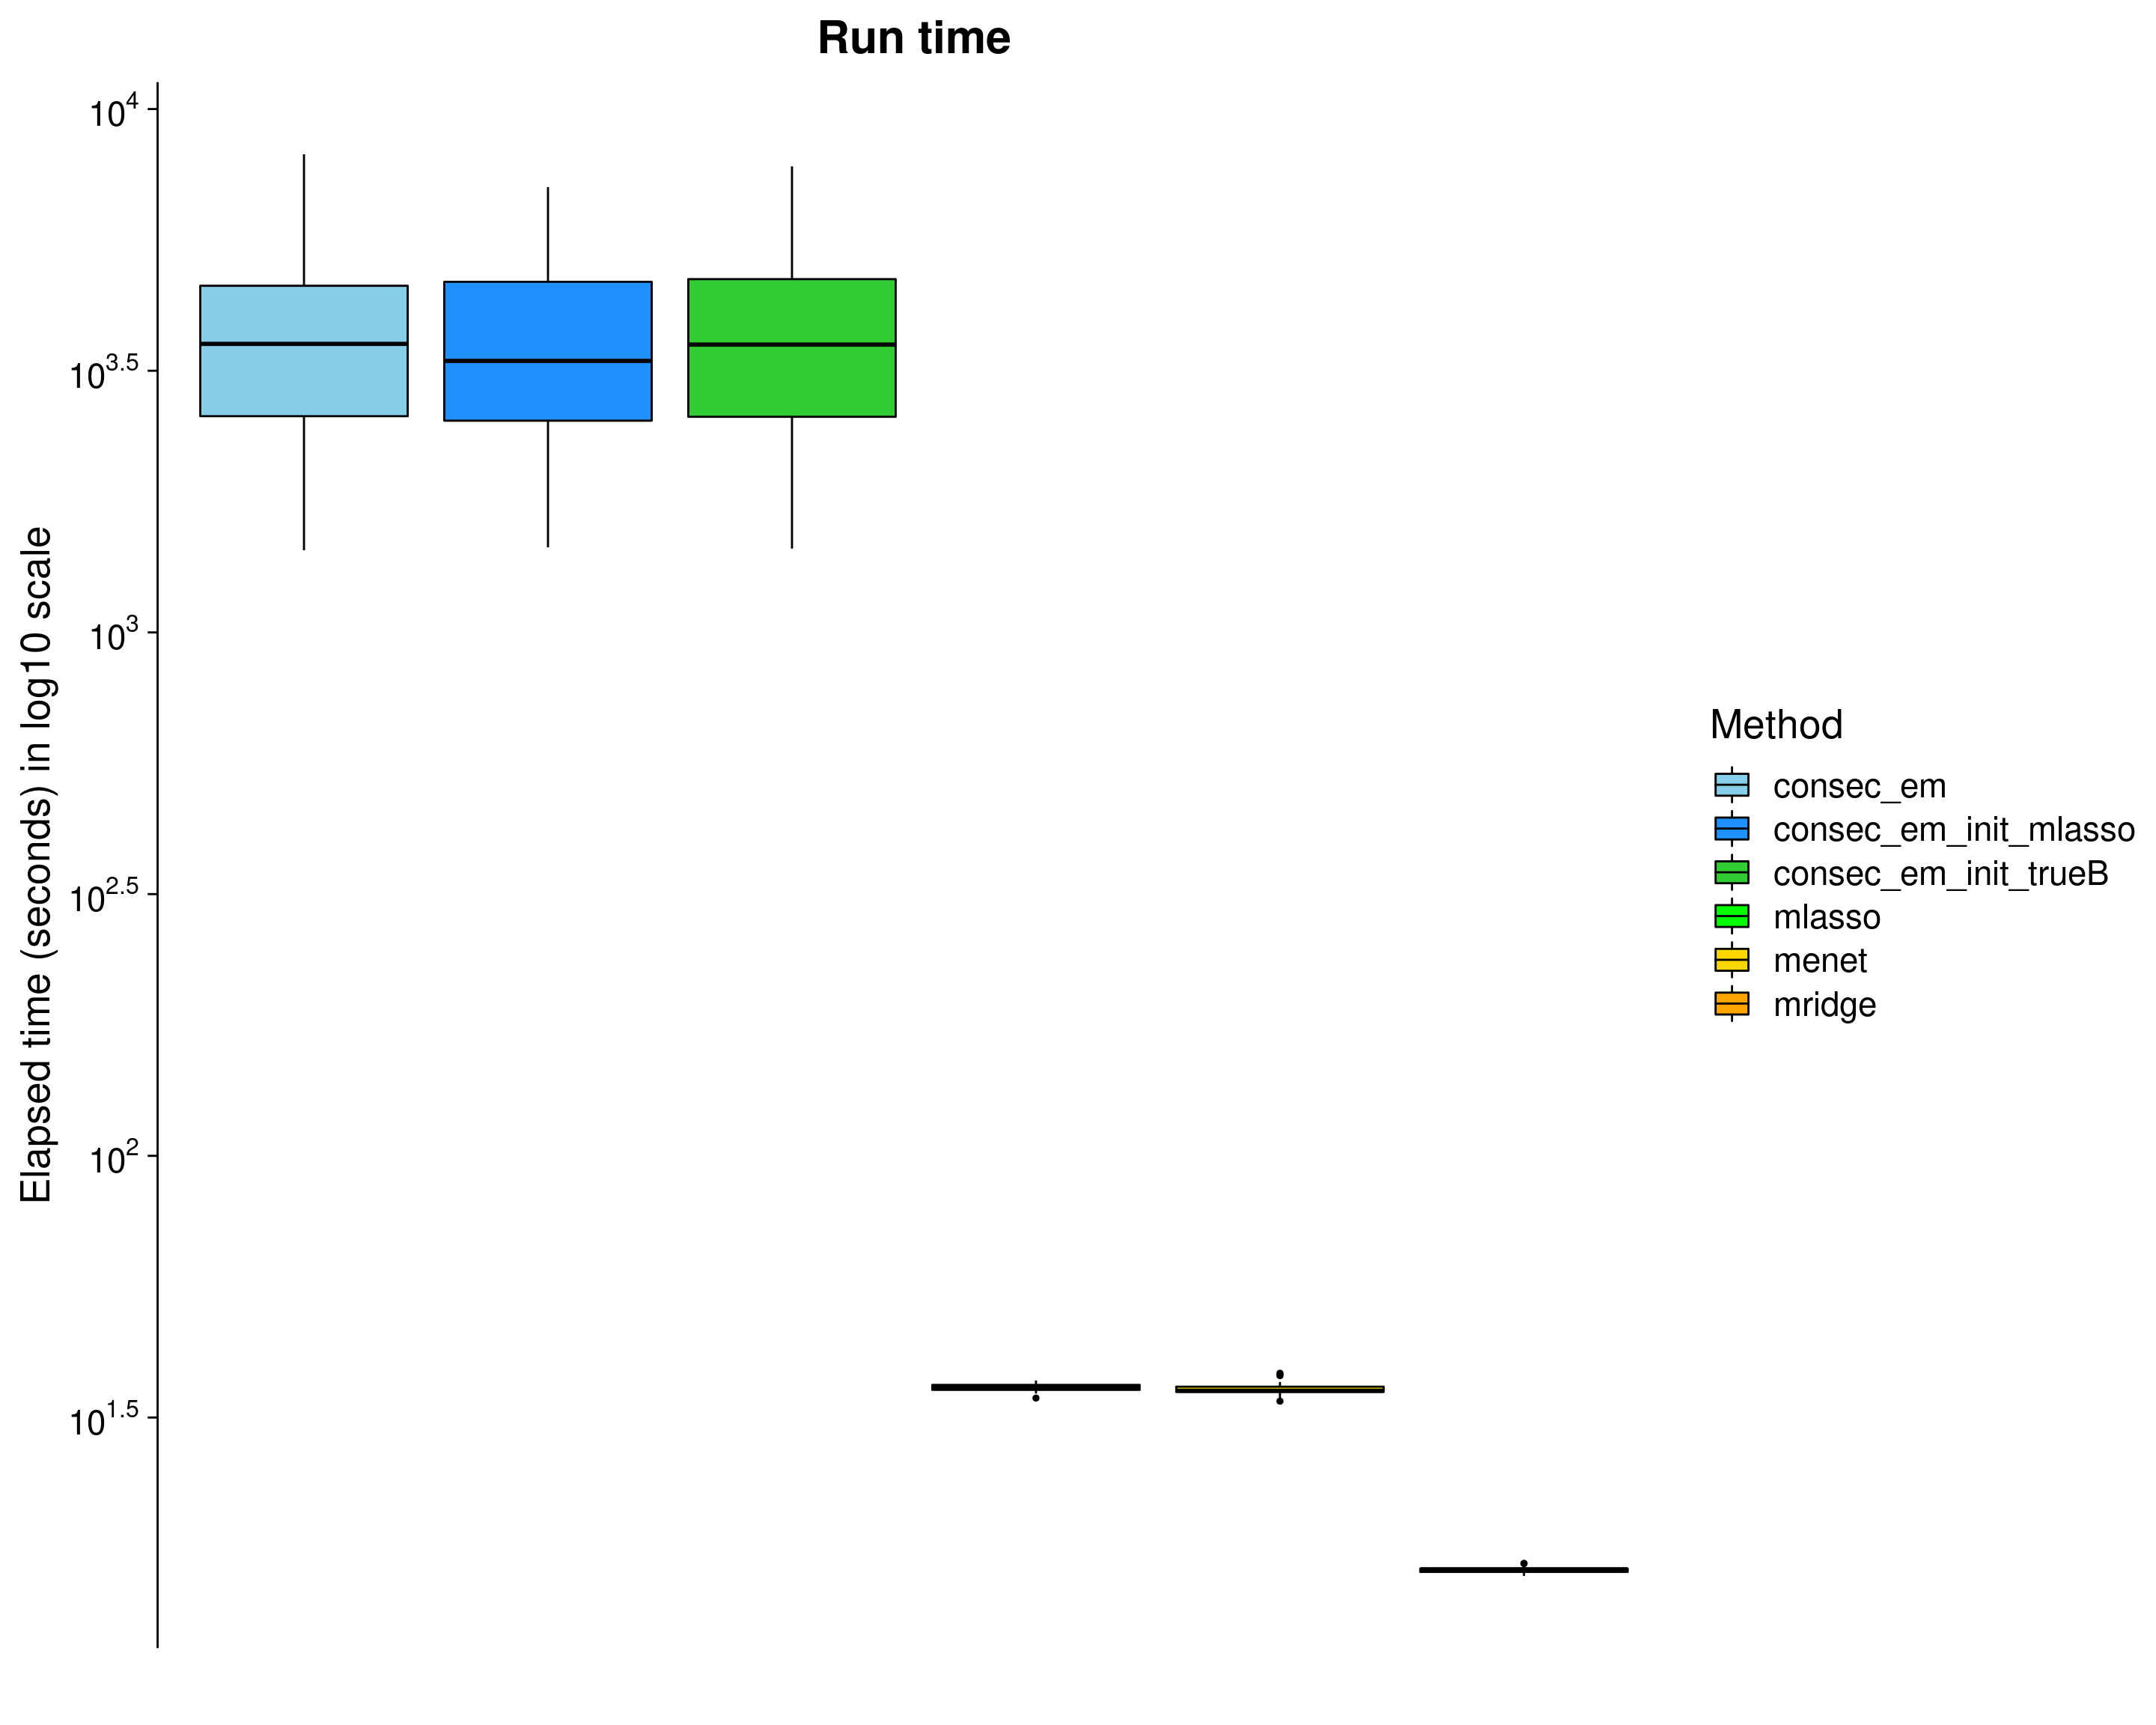 Run time
10^4
10^3.5
10^3
10^2.5
10^2
10^1.5
Elapsed time (seconds) in log10 scale
Method
consec_em
consec_em_init_mlasso
consec_em_init_trueB
mlasso
menet
mridge